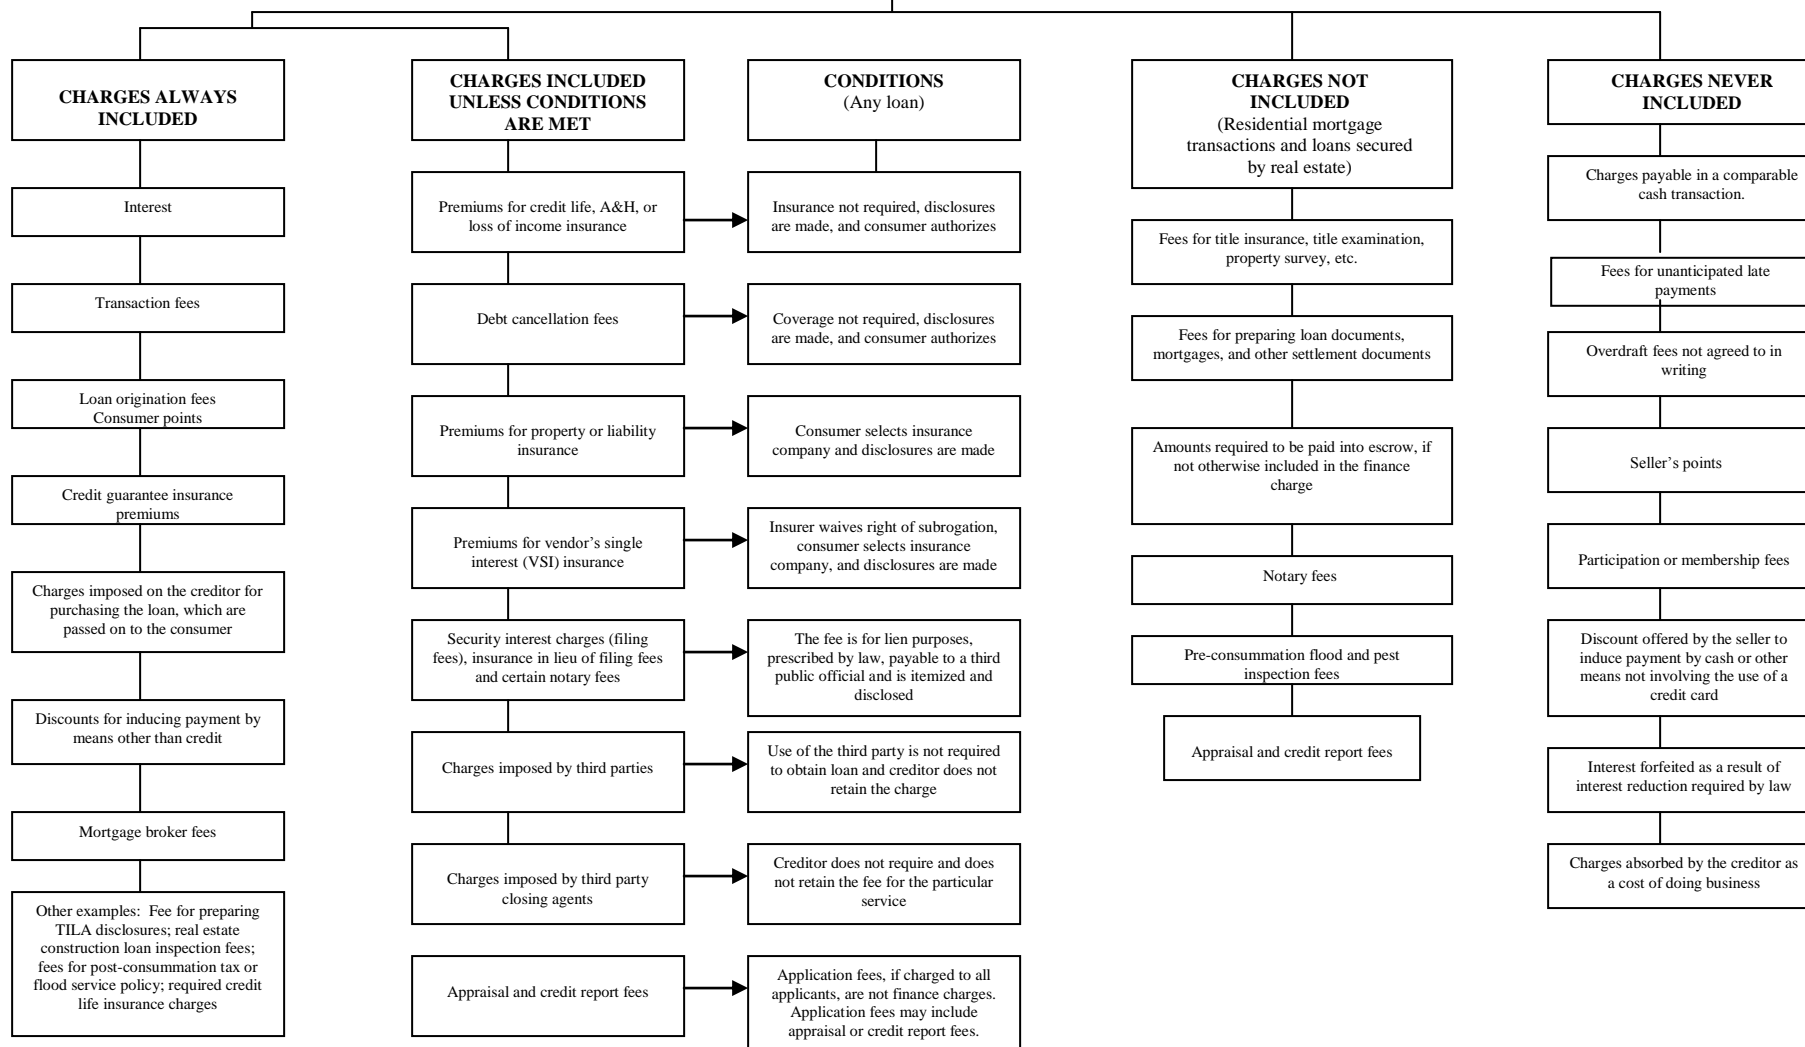 CHARGES ALWAYS
INCLUDED
Interest
Transaction fees
Loan origination fees
Consumer points
Credit guarantee insurance
premiums
Charges imposed on the creditor for
purchasing the loan, which are
passed on to the consumer
Discounts for inducing payment by
means other than credit
Mortgage broker fees
Other examples: Fee for preparing
TILA disclosures; real estate
construction loan inspection fees;
fees for post-consummation tax or
flood service policy; required credit
life insurance charges
CHARGES INCLUDED
UNLESS CONDITIONS
ARE MET
CONDITIONS
(Any loan)
Premiums for credit life, A&H, or
loss of income insurance
Insurance not required, disclosures
are made, and consumer authorizes
Debt cancellation fees
Coverage not required, disclosures
are made, and consumer authorizes
Premiums for property or liability
insurance
Consumer selects insurance
company and disclosures are made
Premiums for vendor’s single
interest (VSI) insurance
Insurer waives right of subrogation,
consumer selects insurance
company, and disclosures are made
Security interest charges (filing
fees), insurance in lieu of filing fees
and certain notary fees
The fee is for lien purposes,
prescribed by law, payable to a third
public official and is itemized and
disclosed
Charges imposed by third parties
Use of the third party is not required
to obtain loan and creditor does not
retain the charge
Charges imposed by third party
closing agents
Creditor does not require and does
not retain the fee for the particular
service
Appraisal and credit report fees
Application fees, if charged to all
applicants, are not finance charges.
Application fees may include
appraisal or credit report fees.
CHARGES NOT
INCLUDED
(Residential mortgage
transactions and loans secured
by real estate)
Fees for title insurance, title examination,
property survey, etc.
Fees for preparing loan documents,
mortgages, and other settlement documents
Amounts required to be paid into escrow, if
not otherwise included in the finance
charge
Notary fees
Pre-consummation flood and pest
inspection fees
Appraisal and credit report fees
CHARGES NEVER
INCLUDED
Charges payable in a comparable
cash transaction.
Fees for unanticipated late
payments
Overdraft fees not agreed to in
writing
Seller’s points
Participation or membership fees
Discount offered by the seller to
induce payment by cash or other
means not involving the use of a
credit card
Interest forfeited as a result of
interest reduction required by law
Charges absorbed by the creditor as
a cost of doing business